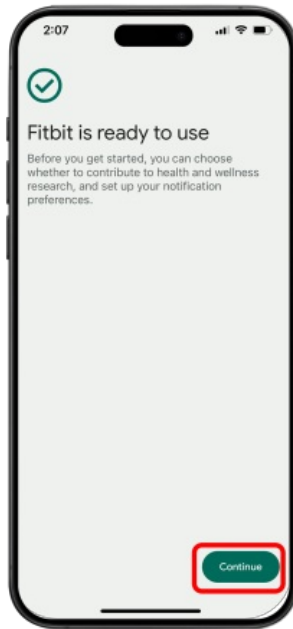 2:07
Fitbit is ready to use
Before you get started, you can choose
whether to contribute to health and wellness
research, and set up your notification
preferences.
Continue